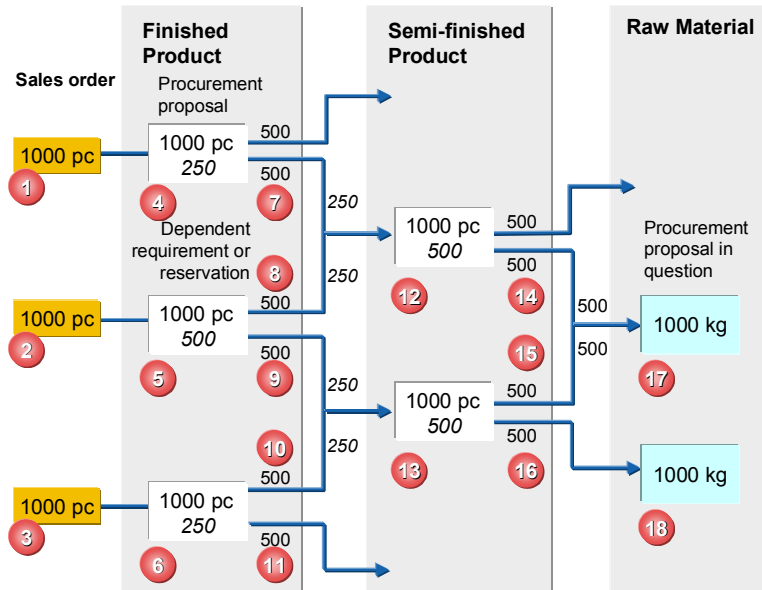 Finished
Product
Semi-finished
Product
Raw Material
Sales order
Procurement
proposal
1000 pc
1
1000 pc
250
4
500
500
7
Dependent
requirement or
reservation
8
250
250
1000 pc
500
12
500
500
14
Procurement
proposal in
question
1000 pc
2
1000 pc
500
5
500
500
9
500
500
15
1000 kg
17
10
250
250
1000 pc
500
13
500
500
16
1000 kg
18
1000 pc
3
1000 pc
250
6
500
500
11